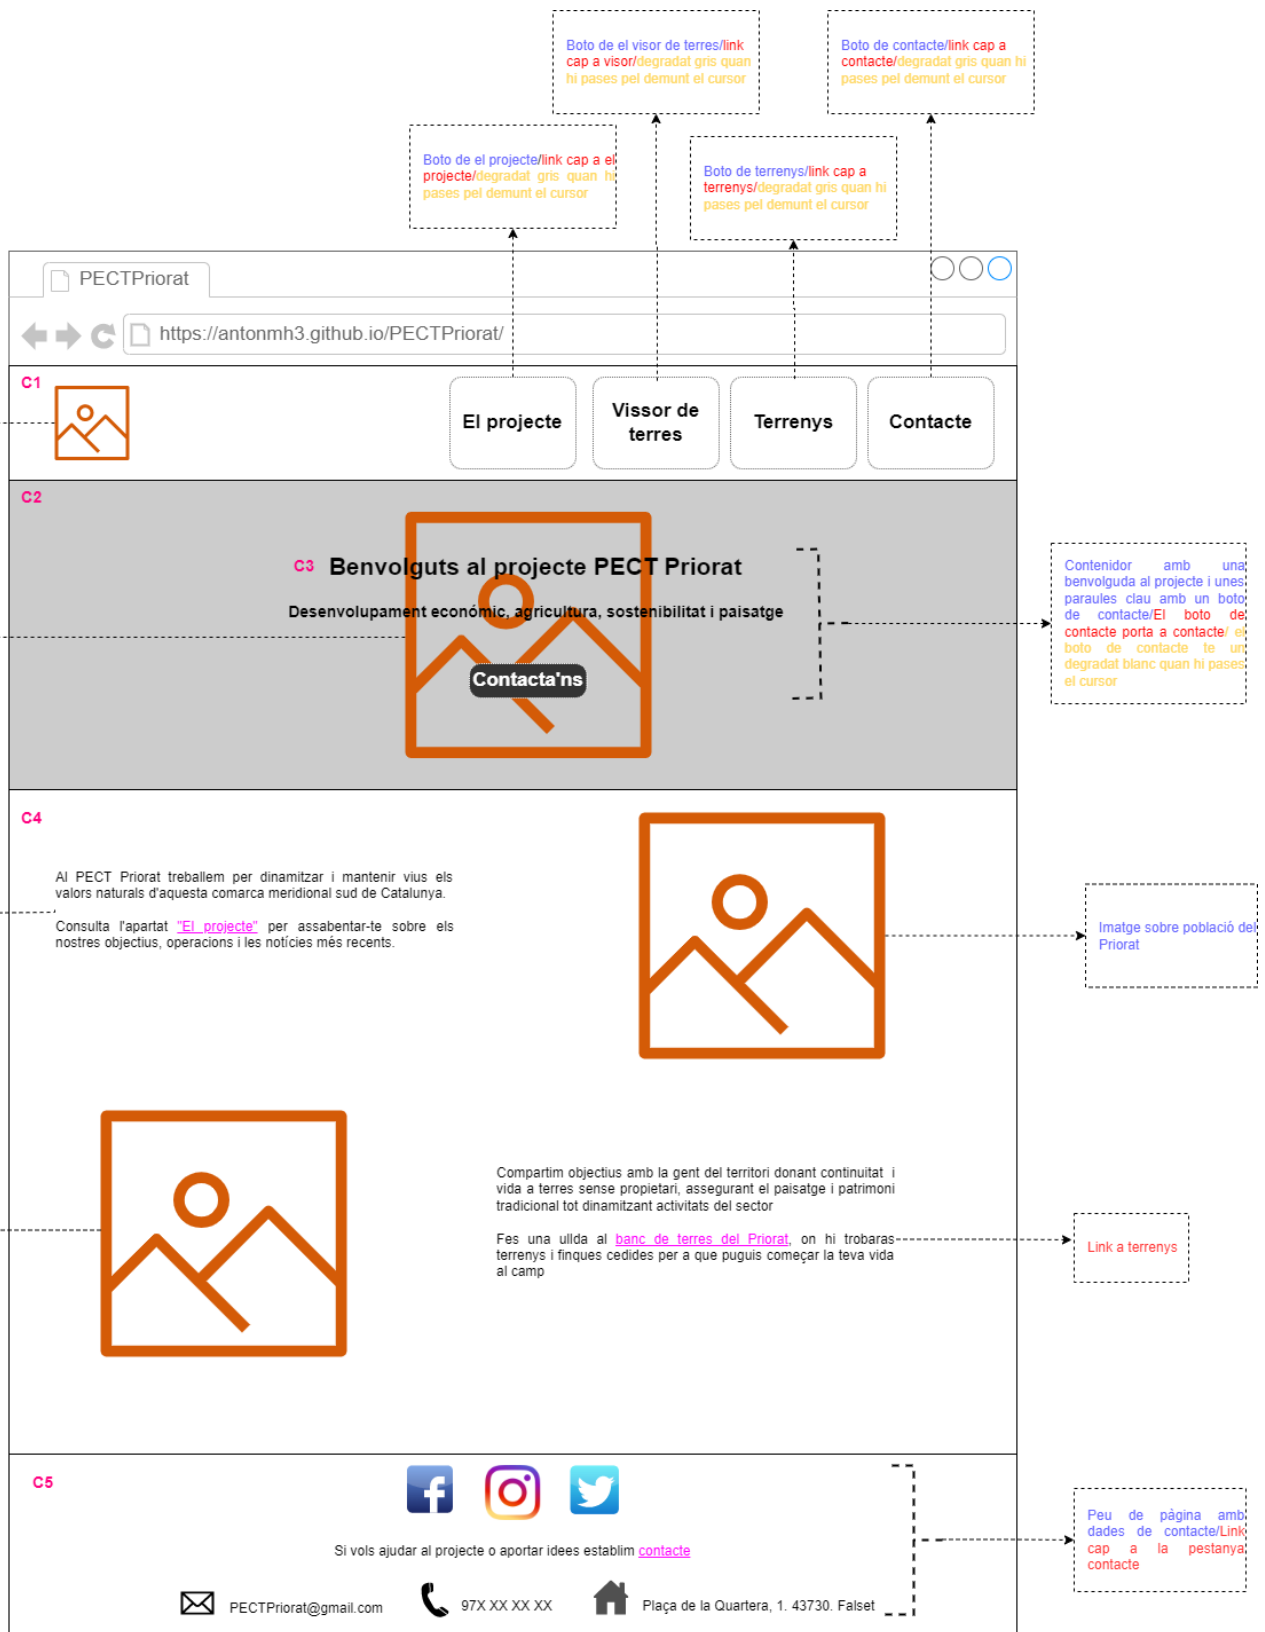 Boto de el visor de terres/link
cap a visor/degradat gris quan
hi pases pel demunt el cursor
Boto de contacte/link cap a
contacte/degradat gris quan hi
pases pel demunt el cursor
Boto de el projecte/link cap a el
projecte/degradat gris quan hi
pases pel demunt el cursor
Boto de terrenys/link cap a
terrenys/degradat gris quan hi
pases pel demunt el cursor
PECTPriorat
https://antonmh3.github.io/PECTPriorat/
C1
El projecte
Vissor de
terres
Terrenys
Contacte
C2
C3
Benvolguts al projecte PECT Priorat
Desenvolupament económic, agricultura, sostenibilitat i paisatge
Contacta'ns
Contenidor amb una
benvolguda al projecte i unes
paraules clau amb un boto
de contacte/El boto de
contacte porta a contacte/ el
boto de contacte te un
degradat blanc quan hi pases
el cursor
C4
Al PECT Priorat treballem per dinamitzar i mantenir vius els
valors naturals d'aquesta comarca meridional sud de Catalunya.
Consulta l'apartat "El projecte" per assabentar-te sobre els
nostres objectius, operacions i les notícies més recents.
Imatge sobre població del
Priorat
Compartim objectius amb la gent del territori donant continuitat i
vida a terres sense propietari, assegurant el paisatge i patrimoni
tradicional tot dinamitzant activitats del sector
Fes una ullda al banc de terres del Priorat, on hi trobaras
terrenys i finques cedides per a que puguis començar la teva vida
al camp
Link a terrenys
C5
Si vols ajudar al projecte o aportar idees establim contacte
PECTPriorat@gmail.com
97X XX XX XX
Plaça de la Quartera, 1. 43730. Falset
Peu de pàgina amb
dades de contacte/Link
cap a la pestanya
contacte